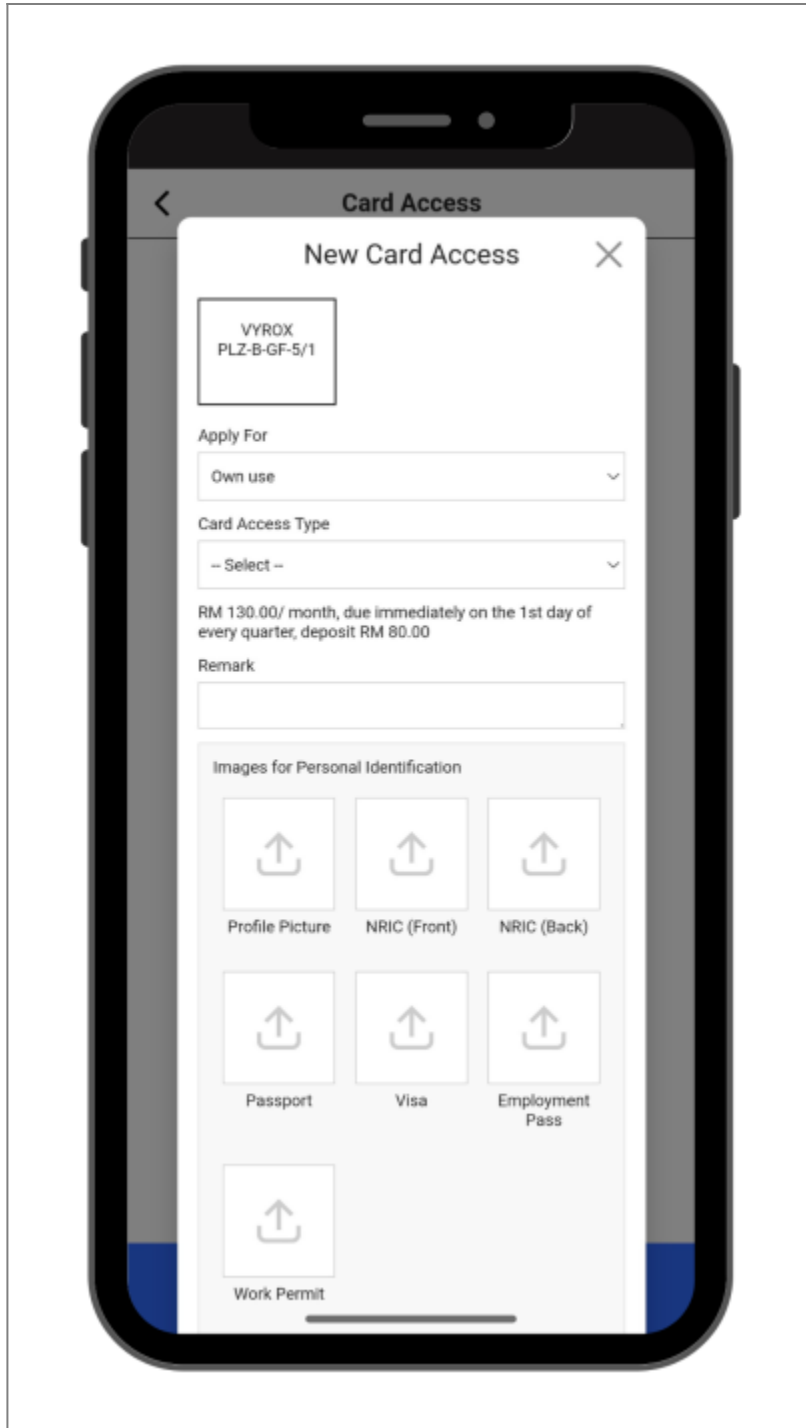 Card Access
New Card Access
VYROX
PLZ-B-GF-5/1
Apply For
Own use
Card Access Type
-- Select --
RM 130.00/ month, due immediately on the 1st day of
every quarter, deposit RM 80.00
Remark
Images for Personal Identification
Profile Picture
NRIC (Front)
NRIC (Back)
Passport
Visa
Employment
Pass
Work Permit